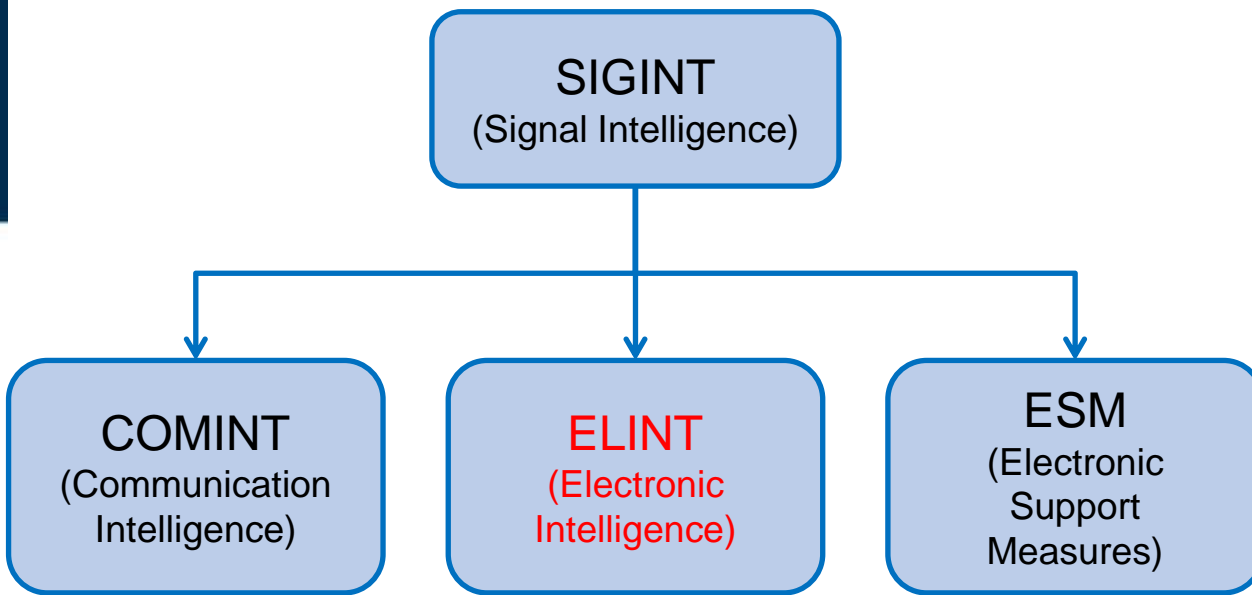 SIGINT
(Signal Intelligence)
COMINT
(Communication
Intelligence)
ELINT
(Electronic
Intelligence)
ESM
(Electronic
Support
Measures)